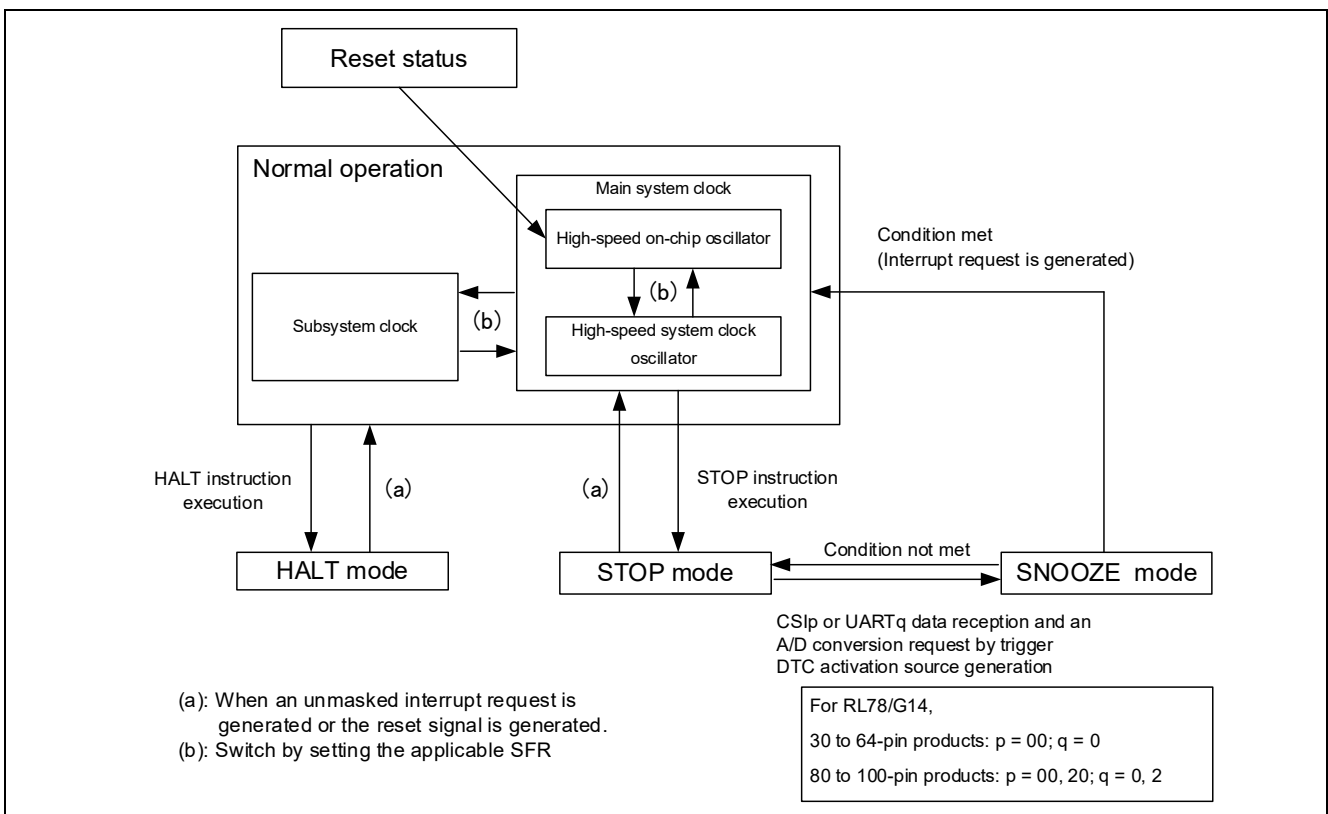 Reset status
Normal operation
Main system clock
High-speed on-chip oscillator
(b)
High-speed system clock
oscillator
Subsystem clock
(b)
Condition met
(Interrupt request is generated)
HALT instruction
execution
(a)
(a)
STOP instruction
execution
HALT mode
STOP mode
Condition not met
SNOOZE mode
CSIp or UARTq data reception and an
A/D conversion request by trigger
DTC activation source generation
(a): When an unmasked interrupt request is
generated or the reset signal is generated.
(b): Switch by setting the applicable SFR
For RL78/G14,
30 to 64-pin products: p = 00; q = 0
80 to 100-pin products: p = 00, 20; q = 0, 2